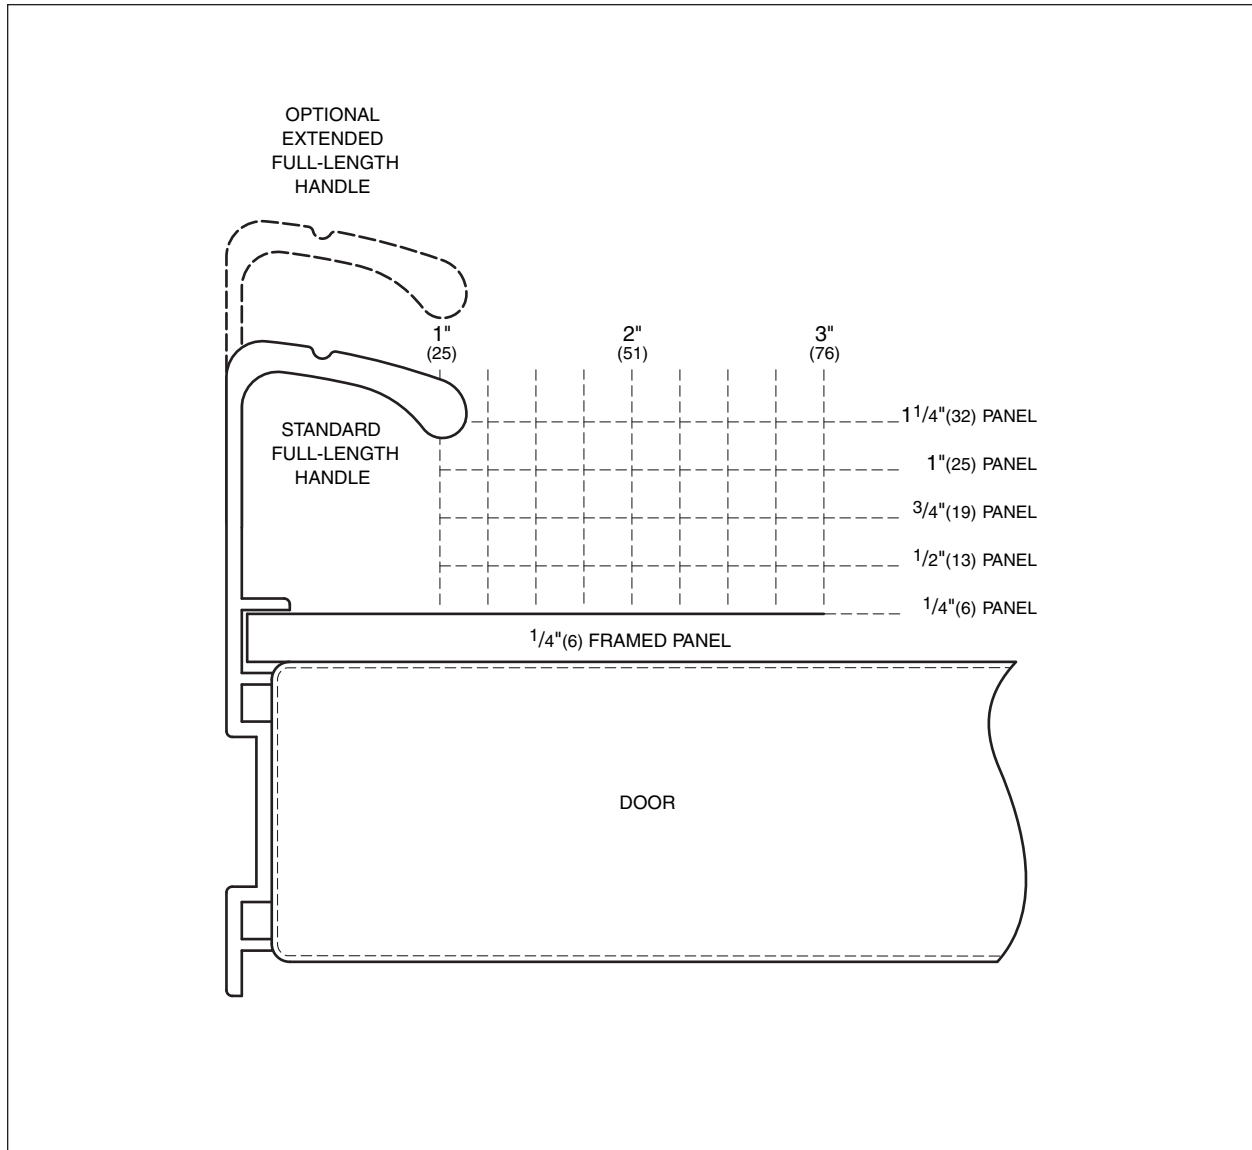 OPTIONAL
EXTENDED
FULL-LENGTH
HANDLE
1" 2" 3"
(25) (51) (76)
1 1/4"(32) PANEL
STANDARD
FULL-LENGTH
HANDLE
1"(25) PANEL
3/4"(19) PANEL
1/2"(13) PANEL
1/4"(6) PANEL
1/4"(6) FRAMED PANEL
DOOR